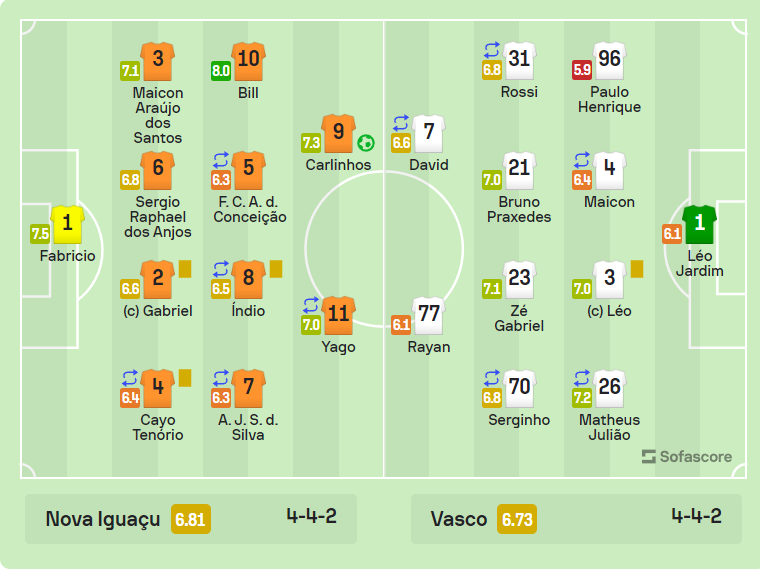 3
7.1
Maicon
Araújo
dos
Santos
10
8.0
Bill
31
6.8
Rossi
96
5.9
Paulo
Henrique
9
7.3
Carlinhos
7
6.6
David
6
6.8
Sergio
Raphael
dos Anjos
5
6.3
F. C. A. d.
Conceição
21
7.0
Bruno
Praxedes
4
6.4
Maicon
1
7.5
Fabricio
1
6.1
Léo
Jardim
2
6.6
(c) Gabriel
8
6.5
Índio
23
7.1
Zé
Gabriel
3
7.0
(c) Léo
11
7.0
Yago
77
6.1
Rayan
4
6.4
Cayo
Tenório
7
6.3
A. J. S. d.
Silva
70
6.8
Serginho
26
7.2
Matheus
Julião
Sofascore
Nova Iguaçu 6.81 4-4-2
Vasco 6.73 4-4-2